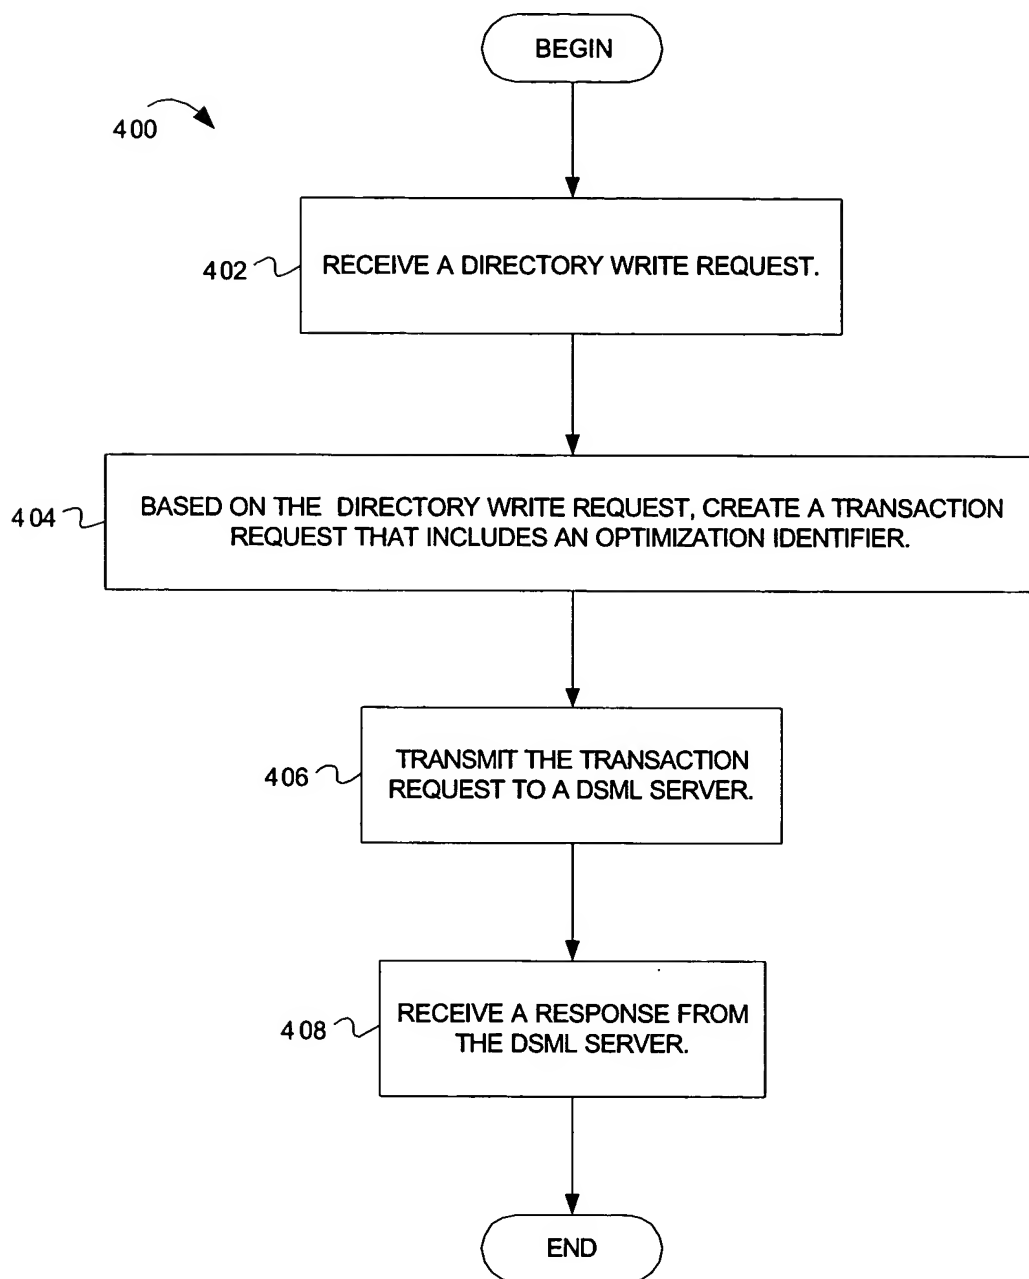 BEGIN
400
402
RECEIVE A DIRECTORY WRITE REQUEST.
404
BASED ON THE DIRECTORY WRITE REQUEST, CREATE A TRANSACTION
REQUEST THAT INCLUDES AN OPTIMIZATION IDENTIFIER.
406
TRANSMIT THE TRANSACTION
REQUEST TO A DSML SERVER.
408
RECEIVE A RESPONSE FROM
THE DSML SERVER.
END